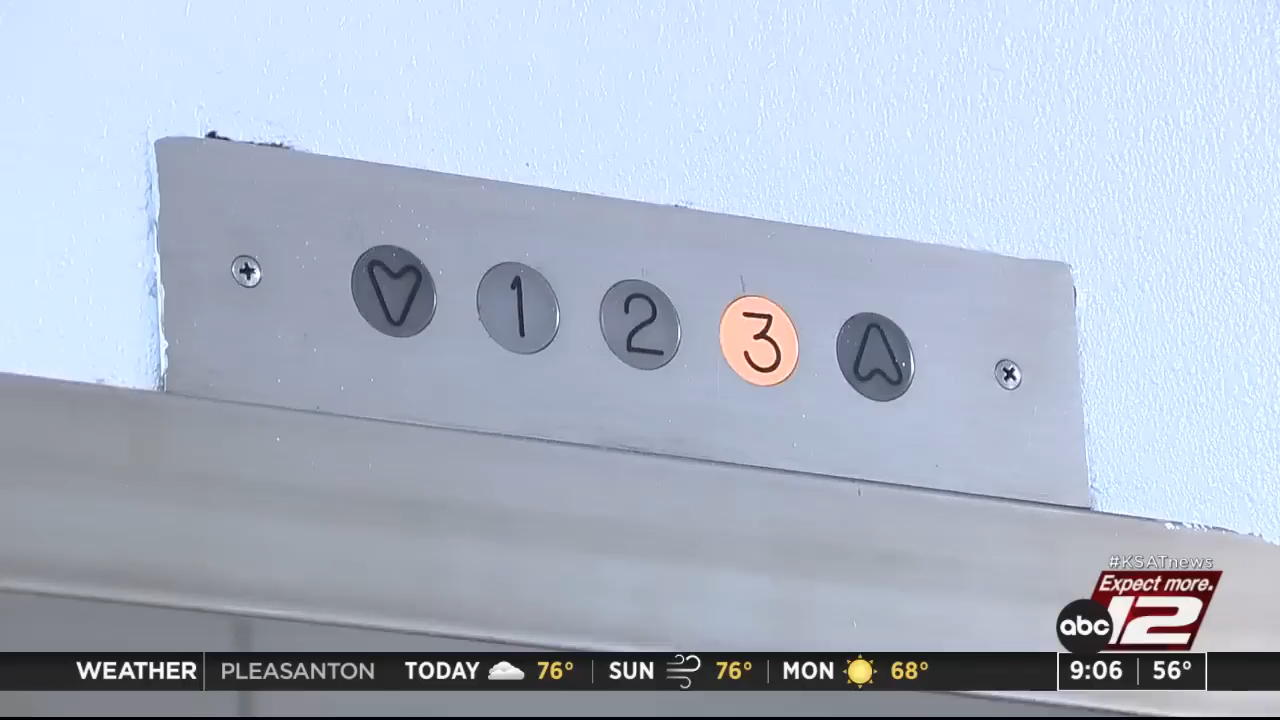 1 2 3
#KSATnews
Expect more.
abc 12
WEATHER PLEASANTON TODAY 76° SUN 76° MON 68° 9:06 56°